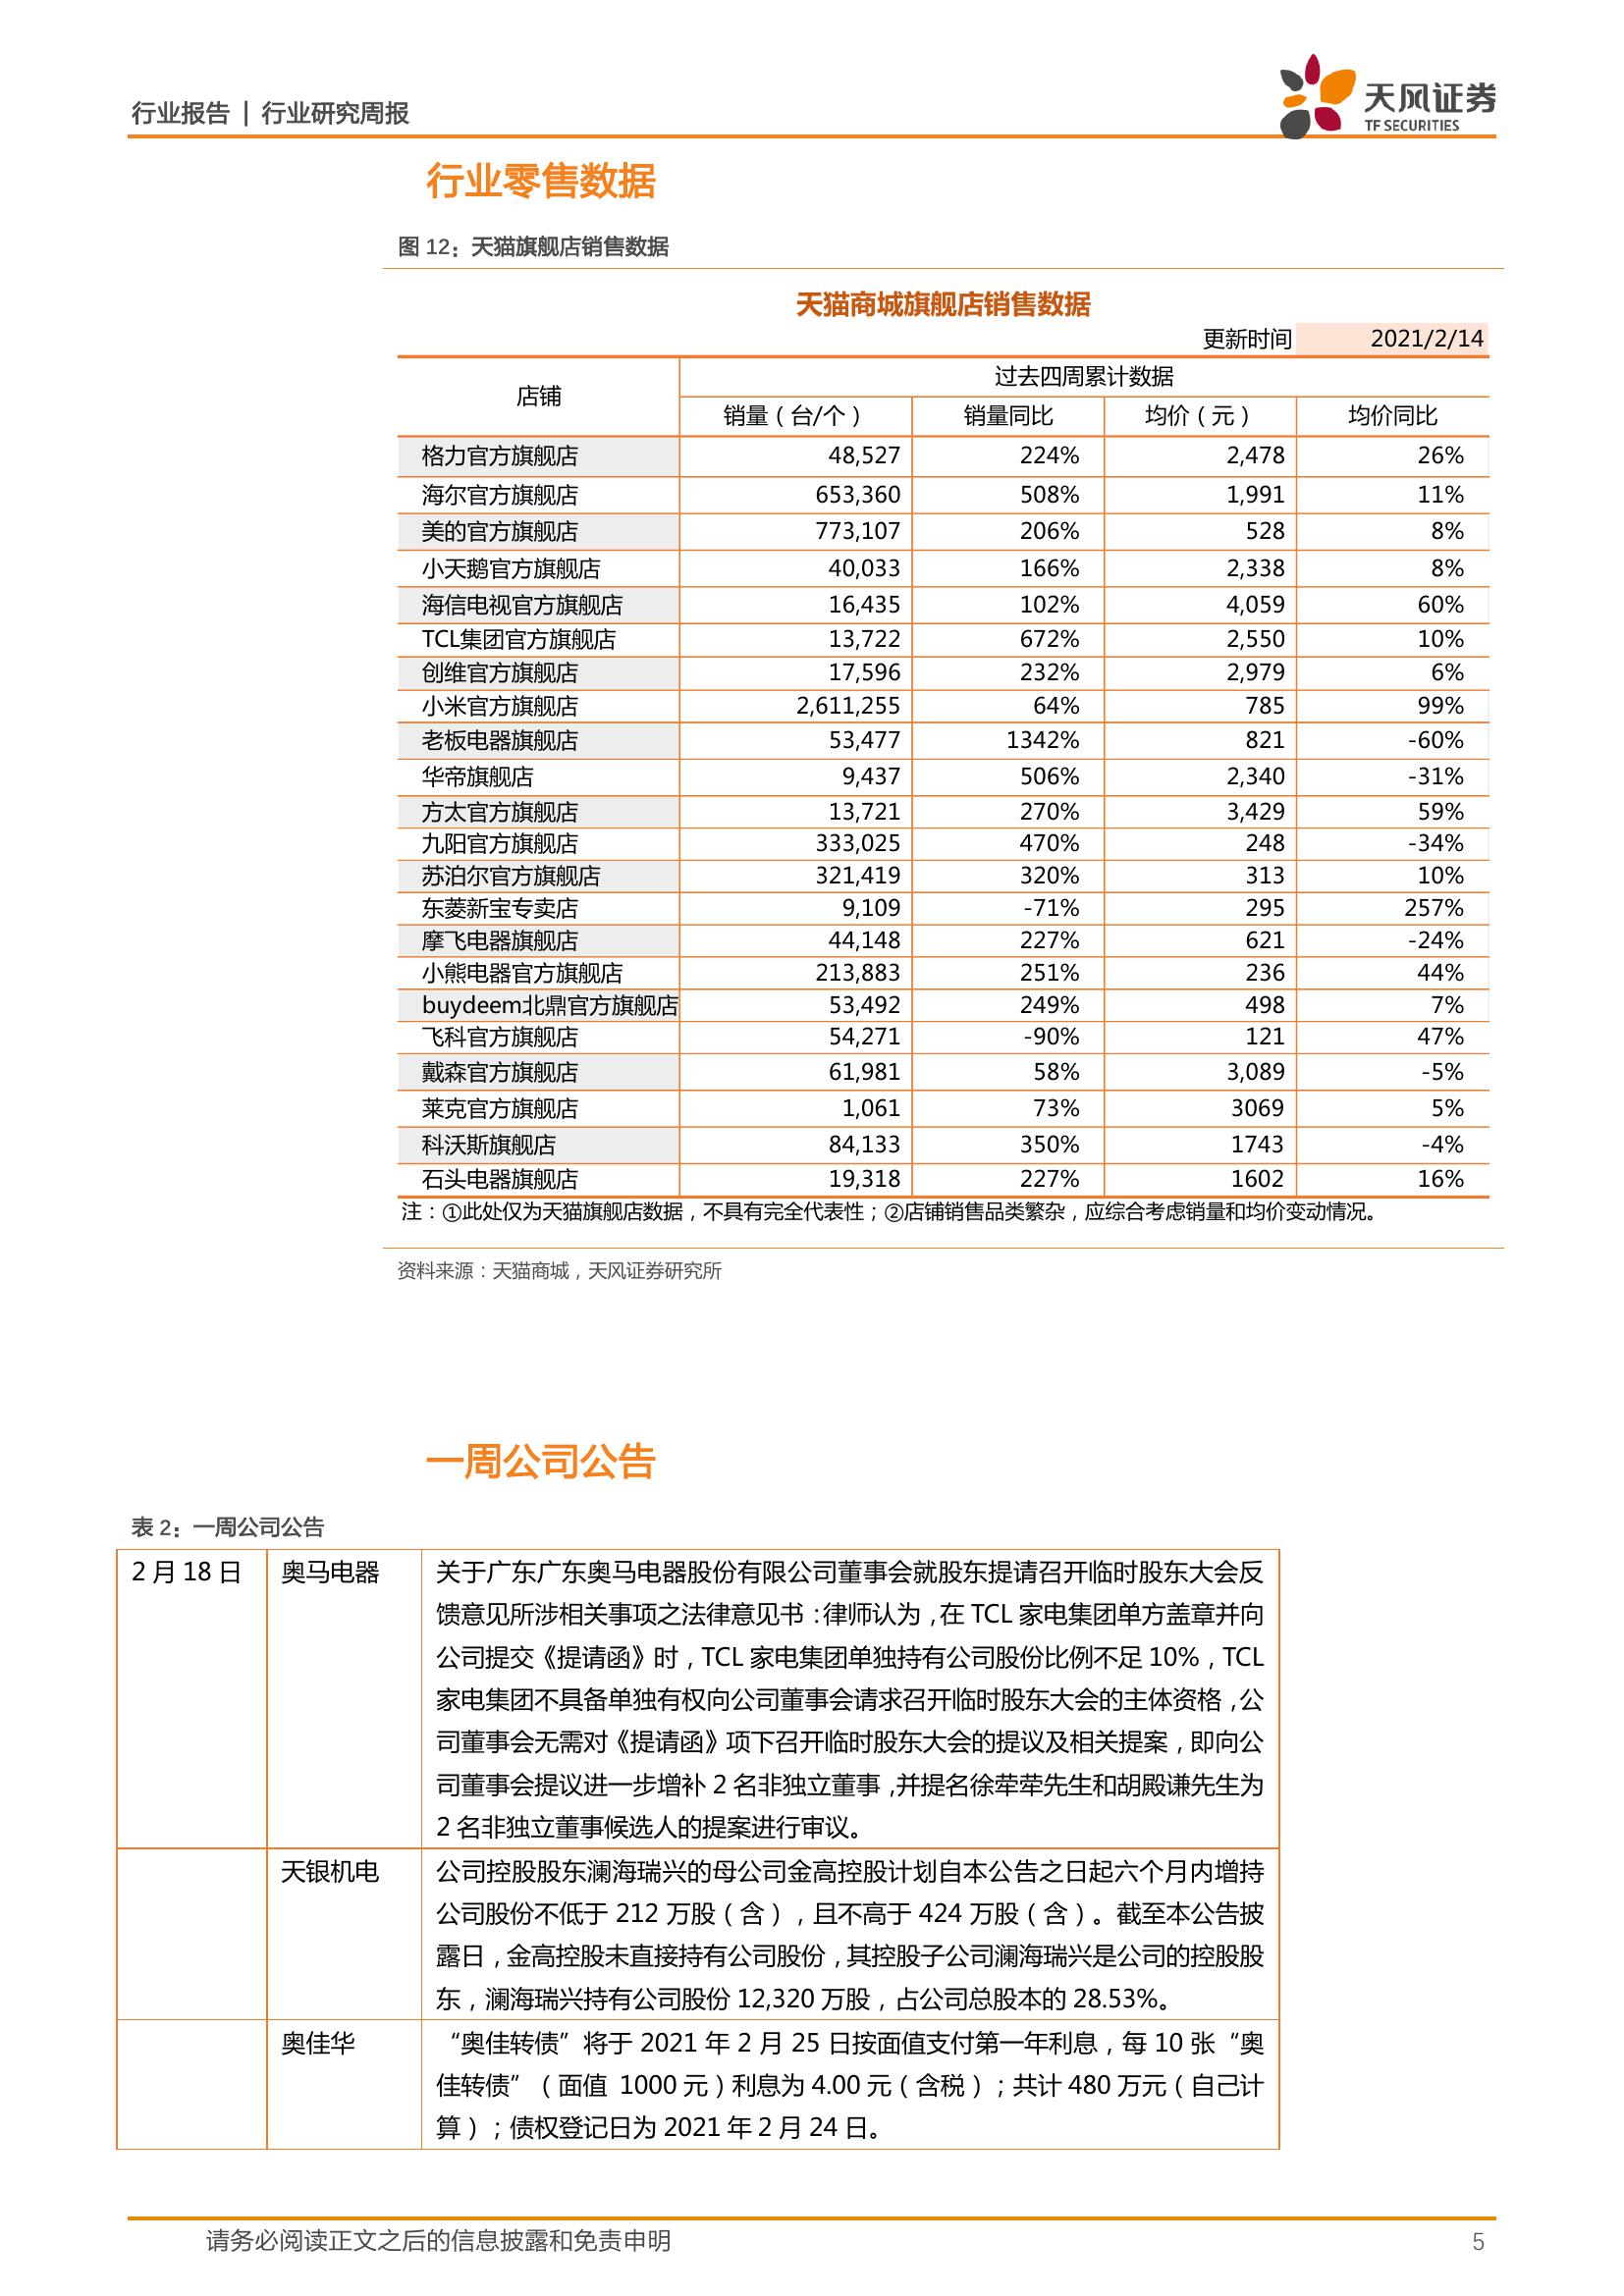 行业报告 | 行业研究周报
天风证券
TF SECURITIES
行业零售数据
图 12：天猫旗舰店销售数据
天猫商城旗舰店销售数据
更新时间 2021/2/14
店铺 过去四周累计数据
销量（台/个） 销量同比 均价（元） 均价同比
格力官方旗舰店 48,527 224% 2,478 26%
海尔官方旗舰店 653,360 508% 1,991 11%
美的官方旗舰店 773,107 206% 528 8%
小天鹅官方旗舰店 40,033 166% 2,338 8%
海信电视官方旗舰店 16,435 102% 4,059 60%
TCL集团官方旗舰店 13,722 672% 2,550 10%
创维官方旗舰店 17,596 232% 2,979 6%
小米官方旗舰店 2,611,255 64% 785 99%
老板电器旗舰店 53,477 1342% 821 -60%
华帝旗舰店 9,437 506% 2,340 -31%
方太官方旗舰店 13,721 270% 3,429 59%
九阳官方旗舰店 333,025 470% 248 -34%
苏泊尔官方旗舰店 321,419 320% 313 10%
东菱新宝专卖店 9,109 -71% 295 257%
摩飞电器旗舰店 44,148 227% 621 -24%
小熊电器官方旗舰店 213,883 251% 236 44%
buydeem北鼎官方旗舰店 53,492 249% 498 7%
飞科官方旗舰店 54,271 -90% 121 47%
戴森官方旗舰店 61,981 58% 3,089 -5%
莱克官方旗舰店 1,061 73% 3069 5%
科沃斯旗舰店 84,133 350% 1743 -4%
石头电器旗舰店 19,318 227% 1602 16%
注：①此处仅为天猫旗舰店数据，不具有完全代表性；②店铺销售品类繁杂，应综合考虑销量和均价变动情况。
资料来源：天猫商城，天风证券研究所
一周公司公告
表 2：一周公司公告
2 月 18 日 奥马电器 关于广东广东奥马电器股份有限公司董事会就股东提请召开临时股东大会反
馈意见所涉相关事项之法律意见书：律师认为，在 TCL 家电集团单方盖章并向
公司提交《提请函》时，TCL 家电集团单独持有公司股份比例不足 10%，TCL
家电集团不具备单独有权向公司董事会请求召开临时股东大会的主体资格，公
司董事会无需对《提请函》项下召开临时股东大会的提议及相关提案，即向公
司董事会提议进一步增补 2 名非独立董事，并提名徐荦荦先生和胡殿谦先生为
2 名非独立董事候选人的提案进行审议。
天银机电 公司控股股东澜海瑞兴的母公司金高控股计划自本公告之日起六个月内增持
公司股份不低于 212 万股（含），且不高于 424 万股（含）。截至本公告披
露日，金高控股未直接持有公司股份，其控股子公司澜海瑞兴是公司的控股股
东，澜海瑞兴持有公司股份 12,320 万股，占公司总股本的 28.53%。
奥佳华 “奥佳转债”将于 2021 年 2 月 25 日按面值支付第一年利息，每 10 张“奥
佳转债”（面值 1000 元）利息为 4.00 元（含税）；共计 480 万元（自己计
算）；债权登记日为 2021 年 2 月 24 日。
请务必阅读正文之后的信息披露和免责申明 5